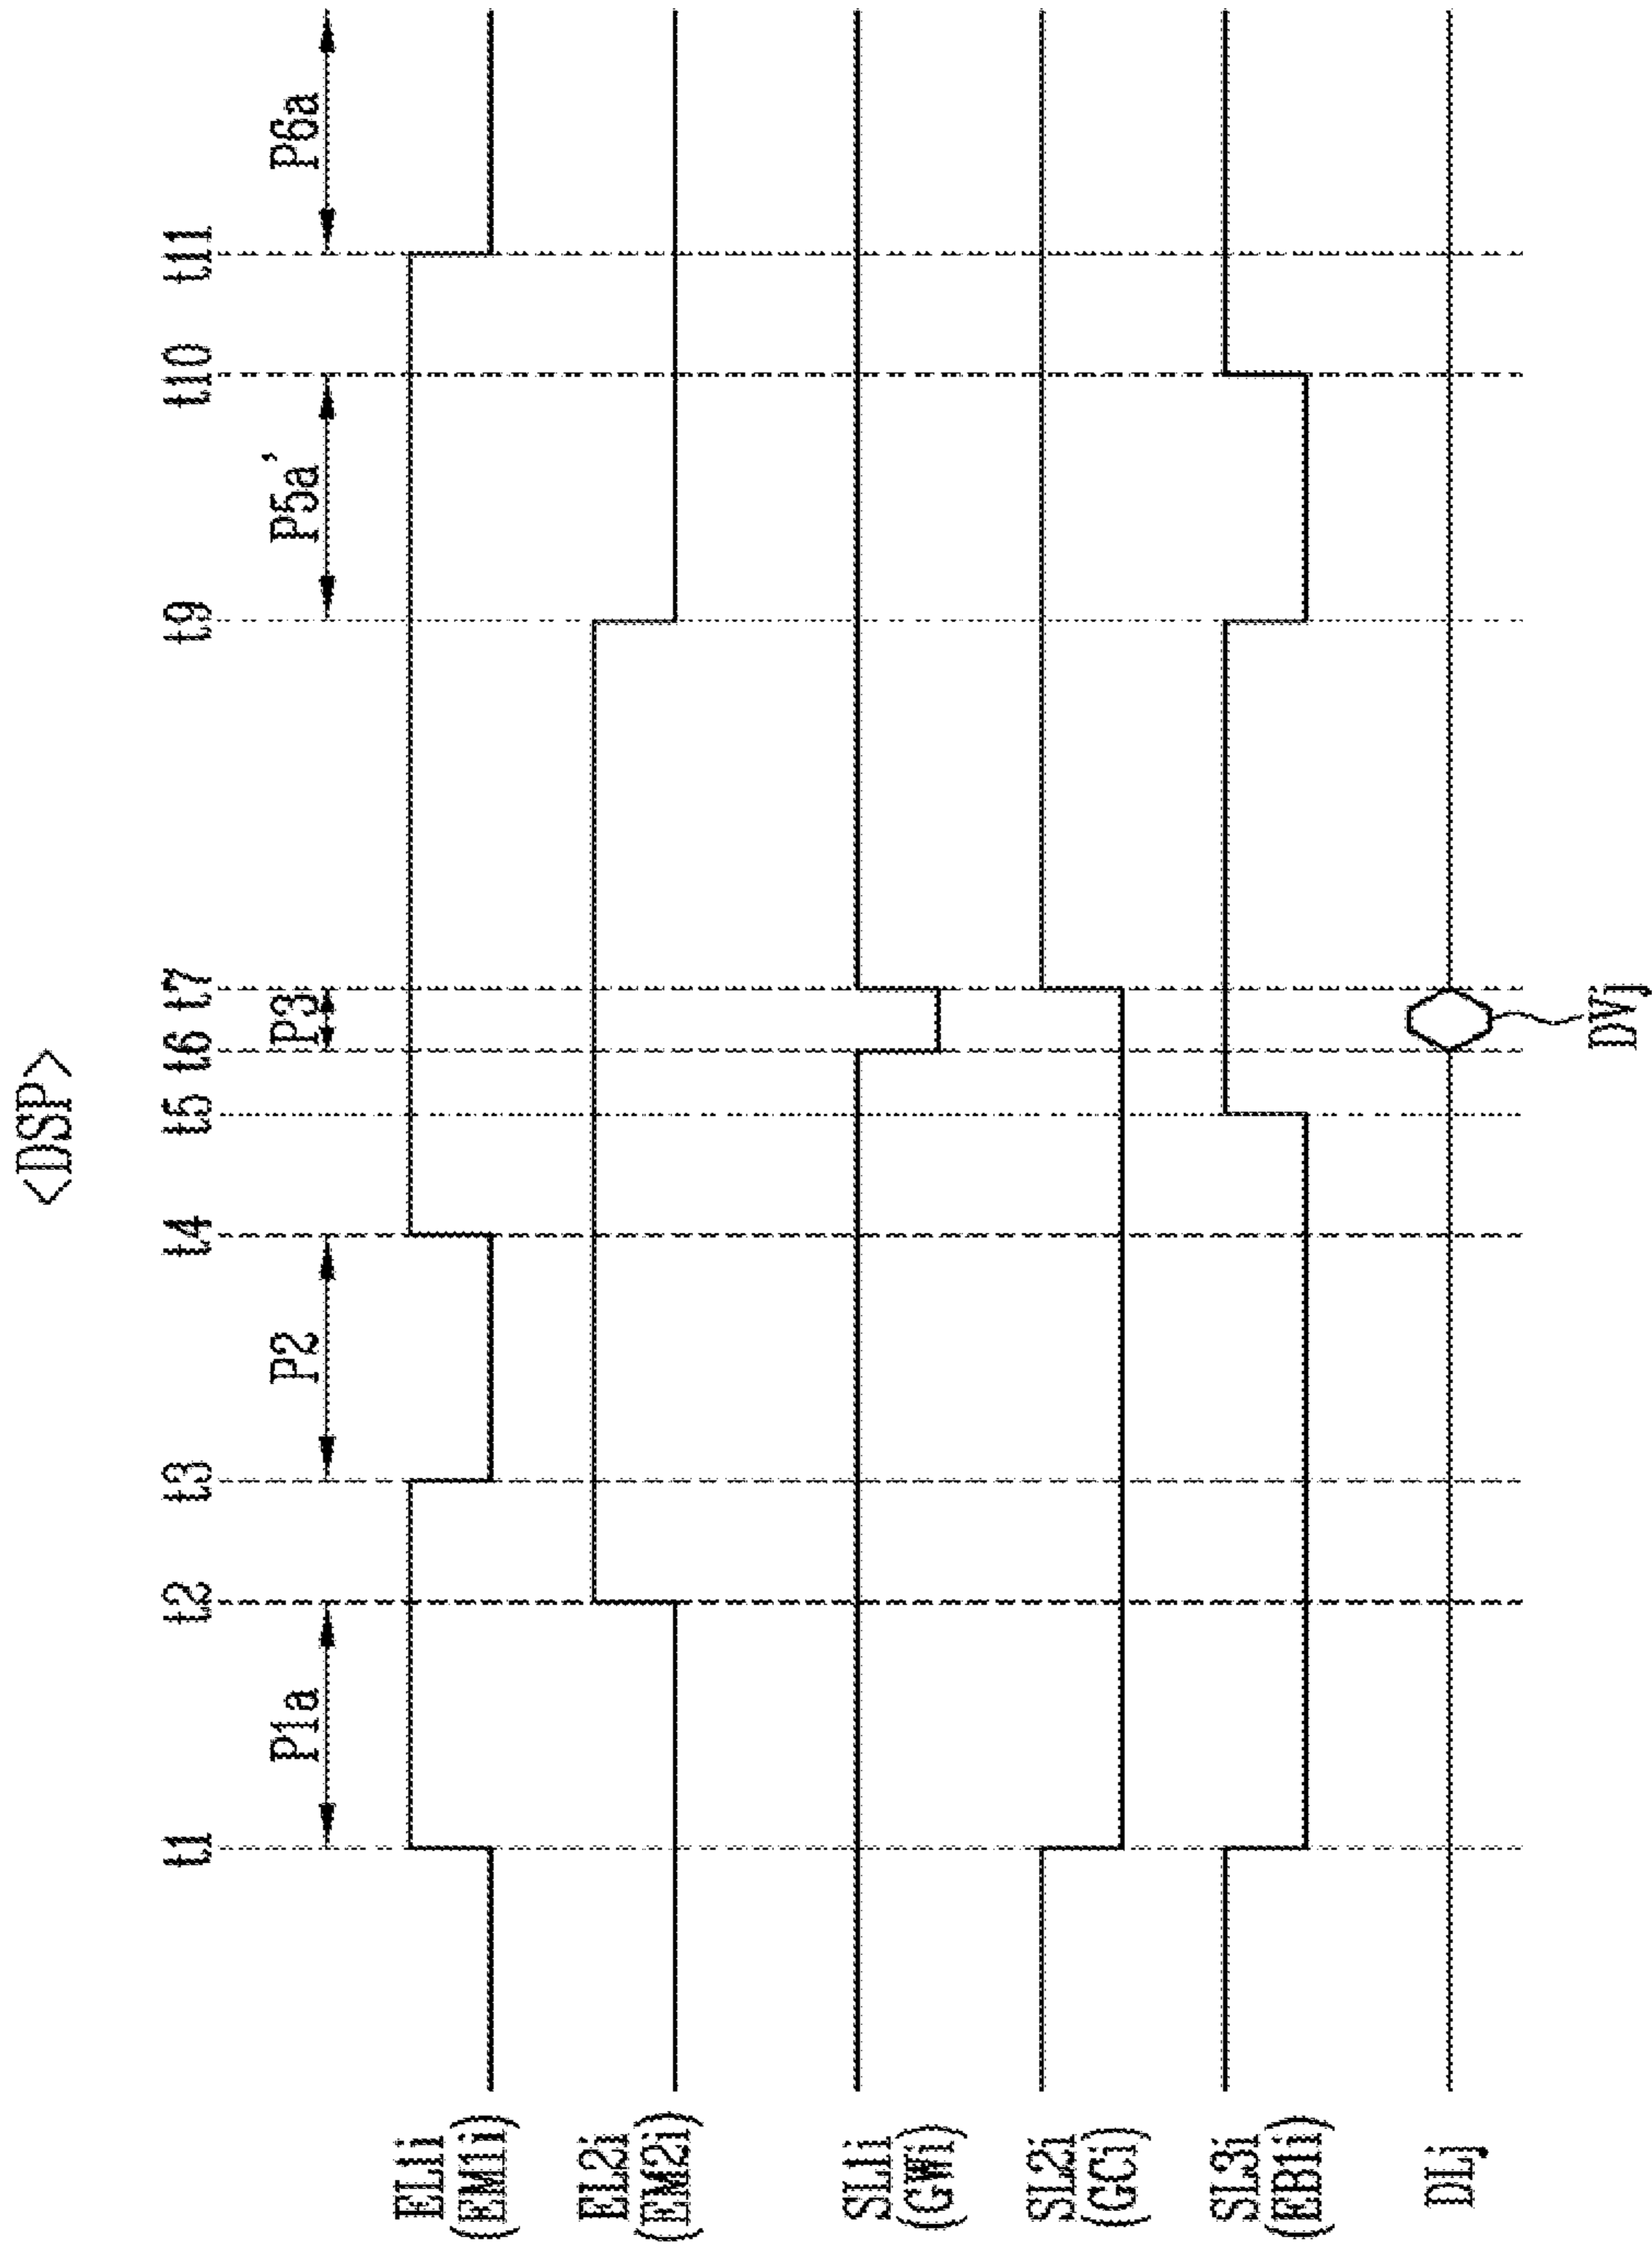 <DSP>
t1 t2 t3 t4 t5 t6 t7 t9 t10 t11
P1a P2 P3 P5a' P6a
EL1i
(EM1i)
EL2i
(EM2i)
SL1i
(GWi)
SL2i
(GCi)
SL3i
(EB1i)
DLj
DVj